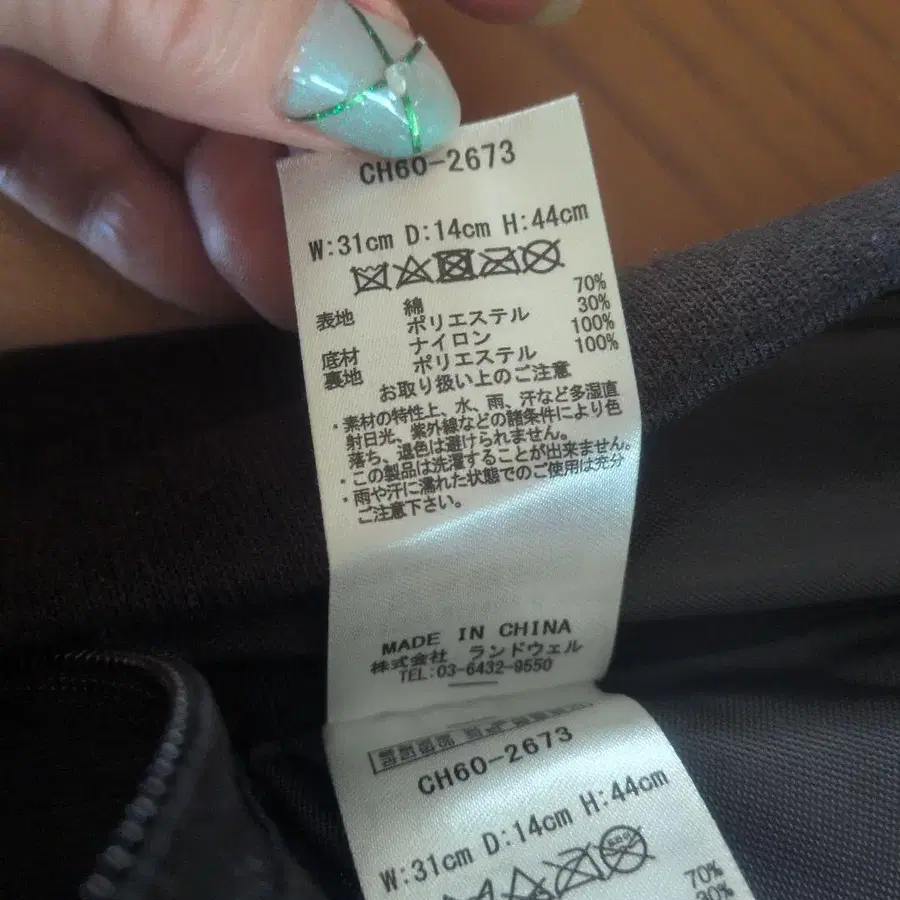 CH60-2673
W:31cm D:14cm H:44cm
表地 綿 70%
ポリエステル 30%
底材 ナイロン 100%
裏地 ポリエステル 100%
お取り扱い上のご注意
・素材の特性上、水、雨、汗など多湿直
射日光、紫外線などの諸条件により色
落ち、退色は避けられません。
・この製品は洗濯することが出来ません。
・雨や汗に濡れた状態でのご使用は充分
ご注意下さい。
MADE IN CHINA
株式会社 ランドウェル
TEL:03-6432-9550
CH60-2673
W:31cm D:14cm H:44cm
70%
30%